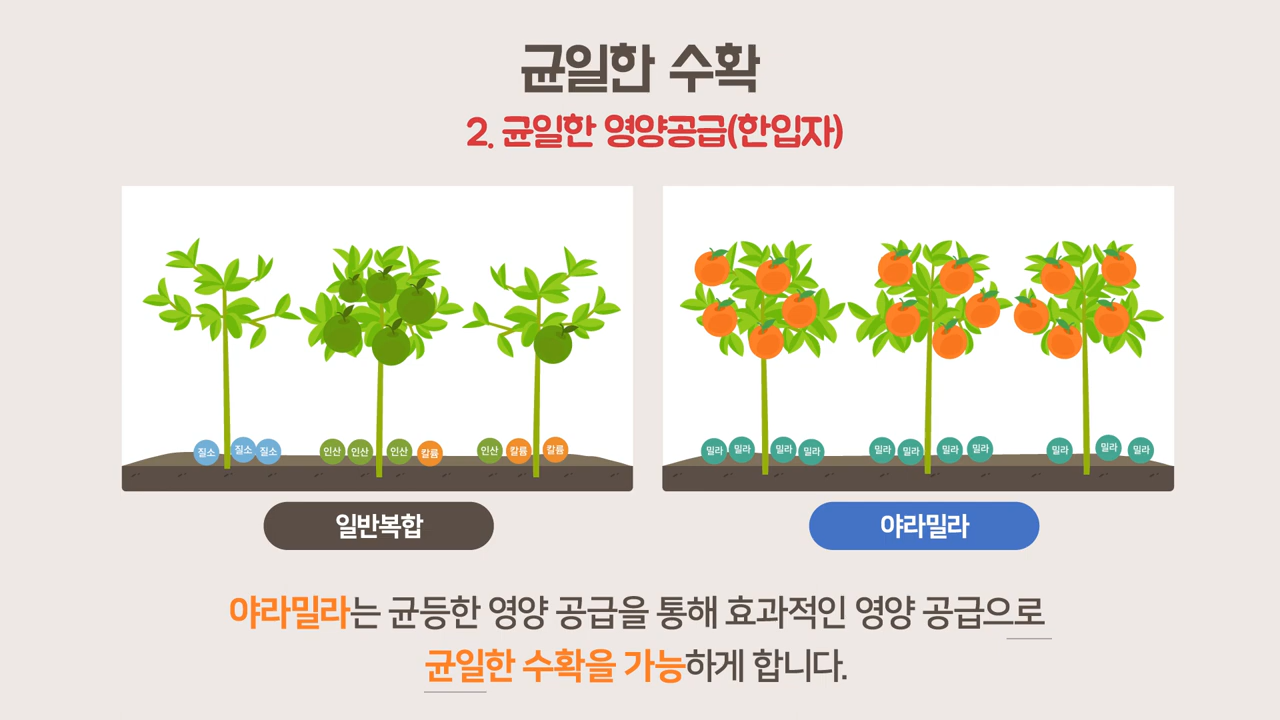 균일한 수확
2. 균일한 영양공급(한입자)
질소 질소 질소 인산 인산 인산 칼륨 인산 칼륨 칼륨
밀라 밀라 밀라 밀라 밀라 밀라 밀라 밀라 밀라 밀라 밀라
일반복합
야라밀라
야라밀라는 균등한 영양 공급을 통해 효과적인 영양 공급으로
균일한 수확을 가능하게 합니다.